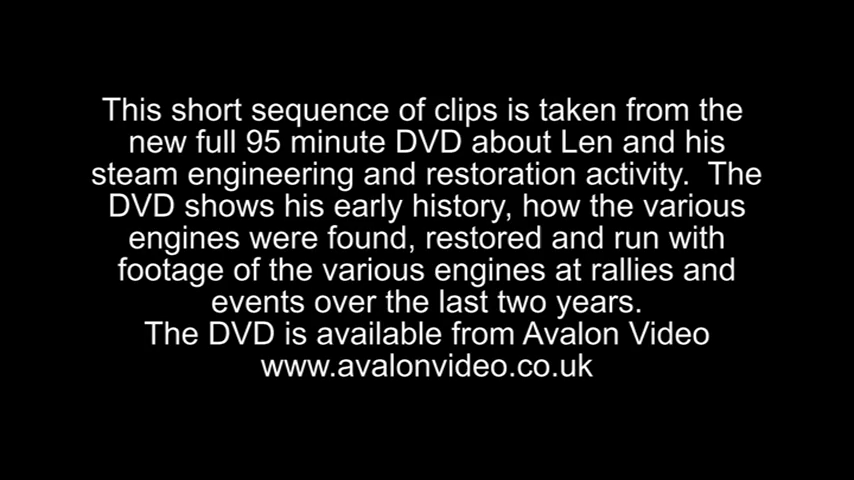 This short sequence of clips is taken from the
new full 95 minute DVD about Len and his
steam engineering and restoration activity.  The
DVD shows his early history, how the various
engines were found, restored and run with
footage of the various engines at rallies and
events over the last two years.
The DVD is available from Avalon Video
www.avalonvideo.co.uk